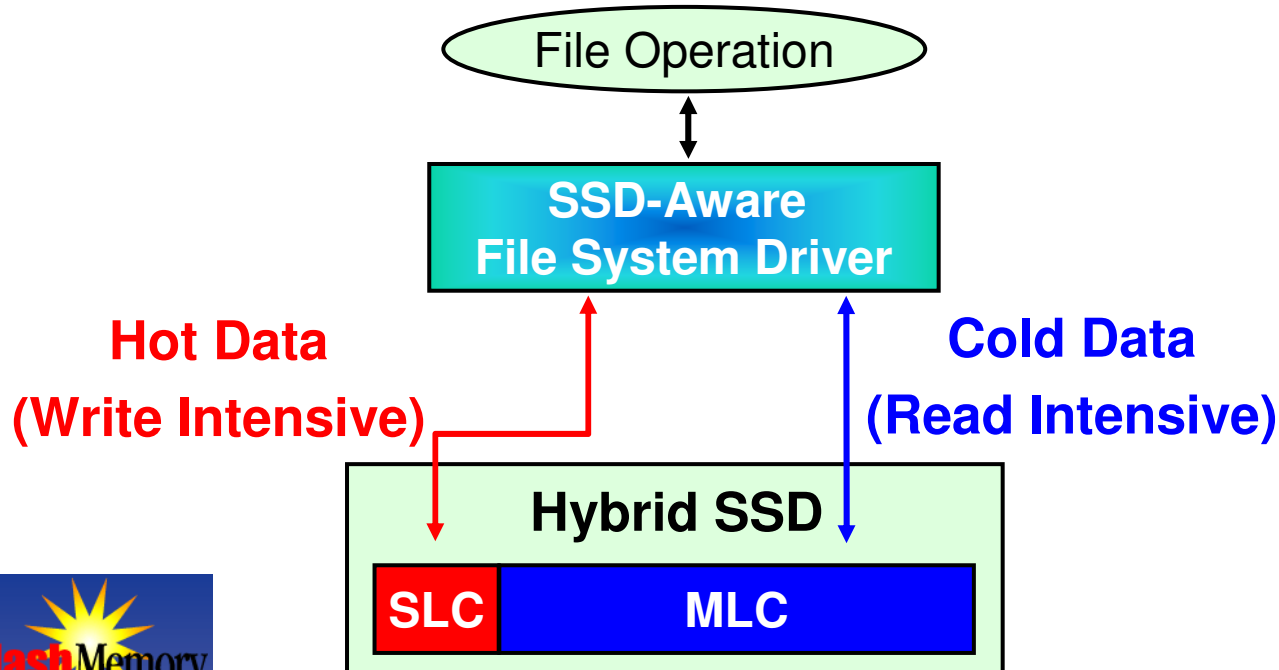 File Operation
SSD-Aware
File System Driver
Hot Data
(Write Intensive)
Cold Data
(Read Intensive)
Hybrid SSD
SLC
MLC
ashMemory